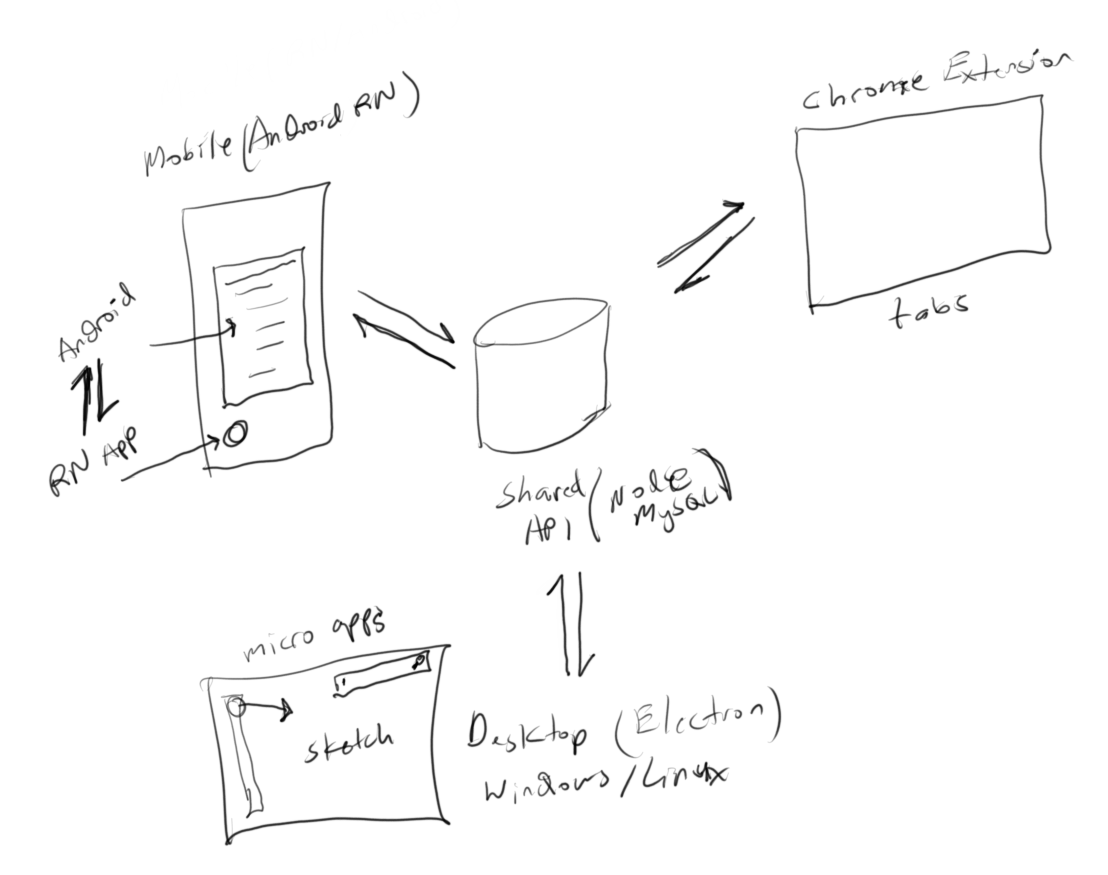 Chrome Extension
Mobile (Android RN)
Android
tabs
RN App
Shared API (Node MySQL)
micro apps
sketch
Desktop (Electron)
Windows/Linux